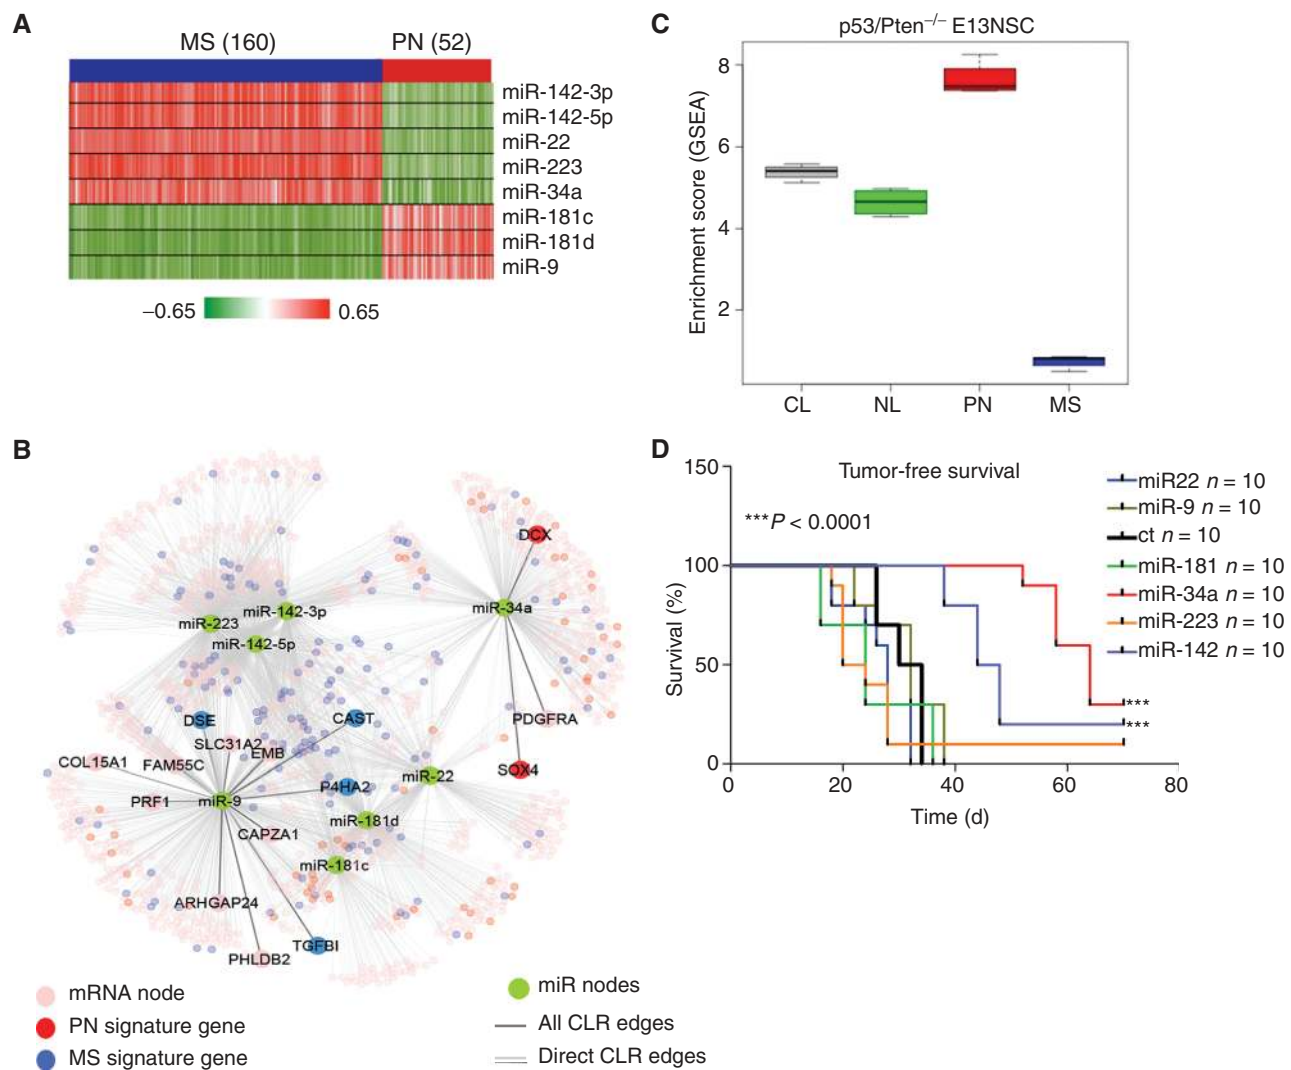 A
MS (160)
PN (52)
miR-142-3p
miR-142-5p
miR-22
miR-223
miR-34a
miR-181c
miR-181d
miR-9
−0.65
0.65
C
p53/Pten−/− E13NSC
Enrichment score (GSEA)
8
6
4
2
CL
NL
PN
MS
B
DCX
miR-34a
miR-142-3p
miR-223
miR-142-5p
DSE
CAST
PDGFRA
SLC31A2
EMB
COL15A1
FAM55C
SOX4
miR-22
P4HA2
PRF1
miR-9
miR-181d
CAPZA1
miR-181c
ARHGAP24
TGFBI
PHLDB2
mRNA node
PN signature gene
MS signature gene
miR nodes
All CLR edges
Direct CLR edges
D
Tumor-free survival
***P < 0.0001
Survival (%)
150
100
50
0
0
20
40
60
80
Time (d)
***
***
miR22 n = 10
miR-9 n = 10
ct n = 10
miR-181 n = 10
miR-34a n = 10
miR-223 n = 10
miR-142 n = 10